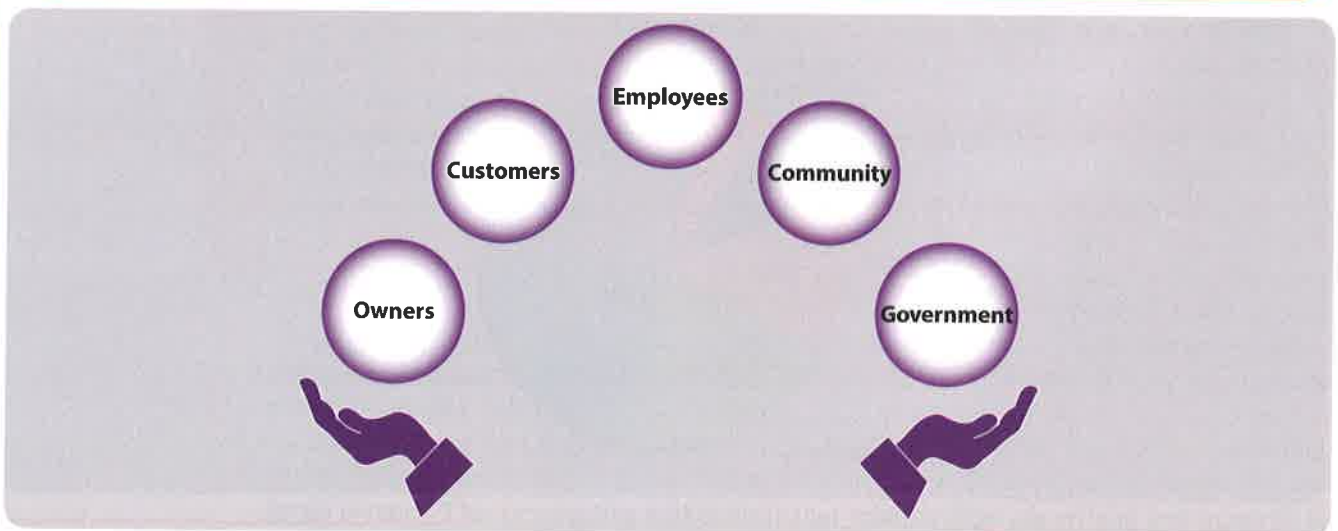 Employees
Customers
Community
Owners
Government